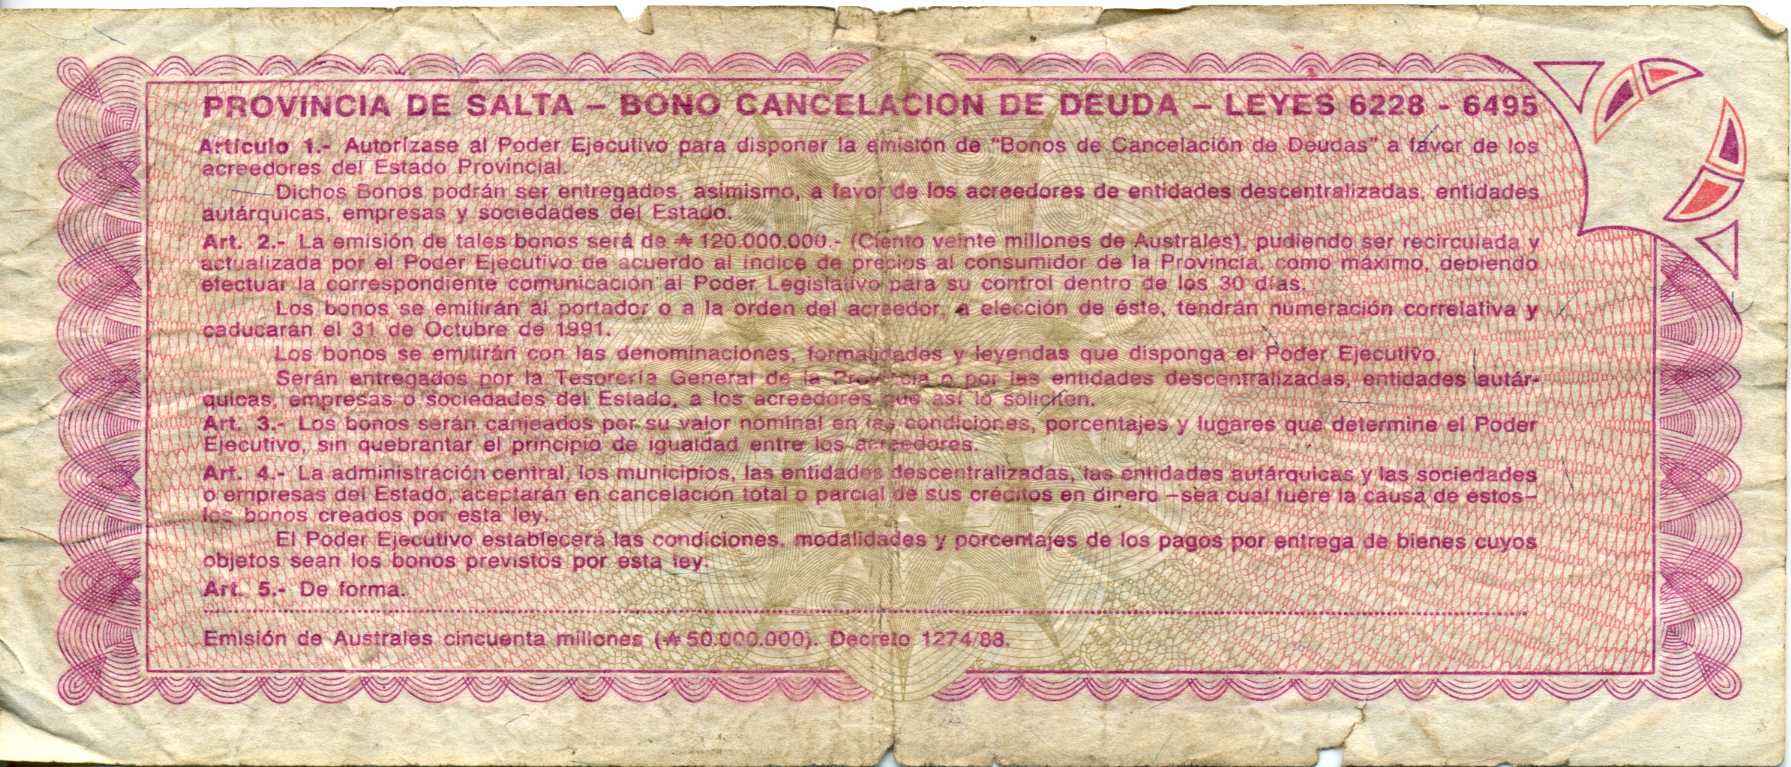 PROVINCIA DE SALTA – BONO CANCELACION DE DEUDA – LEYES 6228 - 6495
Artículo 1.- Autorízase al Poder Ejecutivo para disponer la emisión de "Bonos de Cancelación de Deudas" a favor de los
acreedores del Estado Provincial.
Dichos Bonos podrán ser entregados, asimismo, a favor de los acreedores de entidades descentralizadas, entidades
autárquicas, empresas y sociedades del Estado.
Art. 2.- La emisión de tales bonos será de ₳ 120.000.000.- (Ciento veinte millones de Australes), pudiendo ser recirculada y
actualizada por el Poder Ejecutivo de acuerdo al índice de precios al consumidor de la Provincia, como máximo, debiendo
efectuar la correspondiente comunicación al Poder Legislativo para su control dentro de los 30 días.
Los bonos se emitirán al portador o a la orden del acreedor, a elección de éste, tendrán numeración correlativa y
caducarán el 31 de Octubre de 1991.
Los bonos se emitirán con las denominaciones, formalidades y leyendas que disponga el Poder Ejecutivo.
Serán entregados por la Tesorería General de la Provincia o por las entidades descentralizadas, entidades autár-
quicas, empresas o sociedades del Estado, a los acreedores que así lo soliciten.
Art. 3.- Los bonos serán canjeados por su valor nominal en las condiciones, porcentajes y lugares que determine el Poder
Ejecutivo, sin quebrantar el principio de igualdad entre los acreedores.
Art. 4.- La administración central, los municipios, las entidades descentralizadas, las entidades autárquicas y las sociedades
o empresas del Estado, aceptarán en cancelación total o parcial de sus créditos en dinero –sea cual fuere la causa de éstos–
los bonos creados por esta ley.
El Poder Ejecutivo establecerá las condiciones, modalidades y porcentajes de los pagos por entrega de bienes cuyos
objetos sean los bonos previstos por esta ley.
Art. 5.- De forma.
Emisión de Australes cincuenta millones (₳ 50.000.000). Decreto 1274/88.